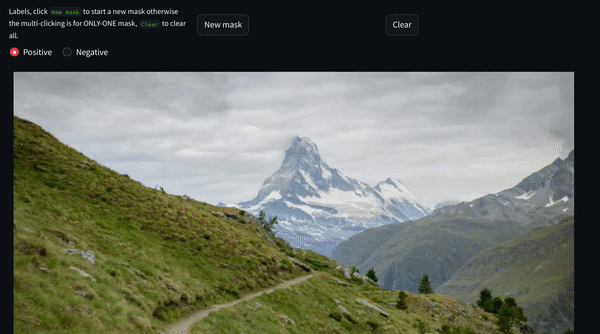 Labels, click New mask to start a new mask otherwise
the multi-clicking is for ONLY-ONE mask, Clear to clear
all.
New mask
Clear
Positive
Negative